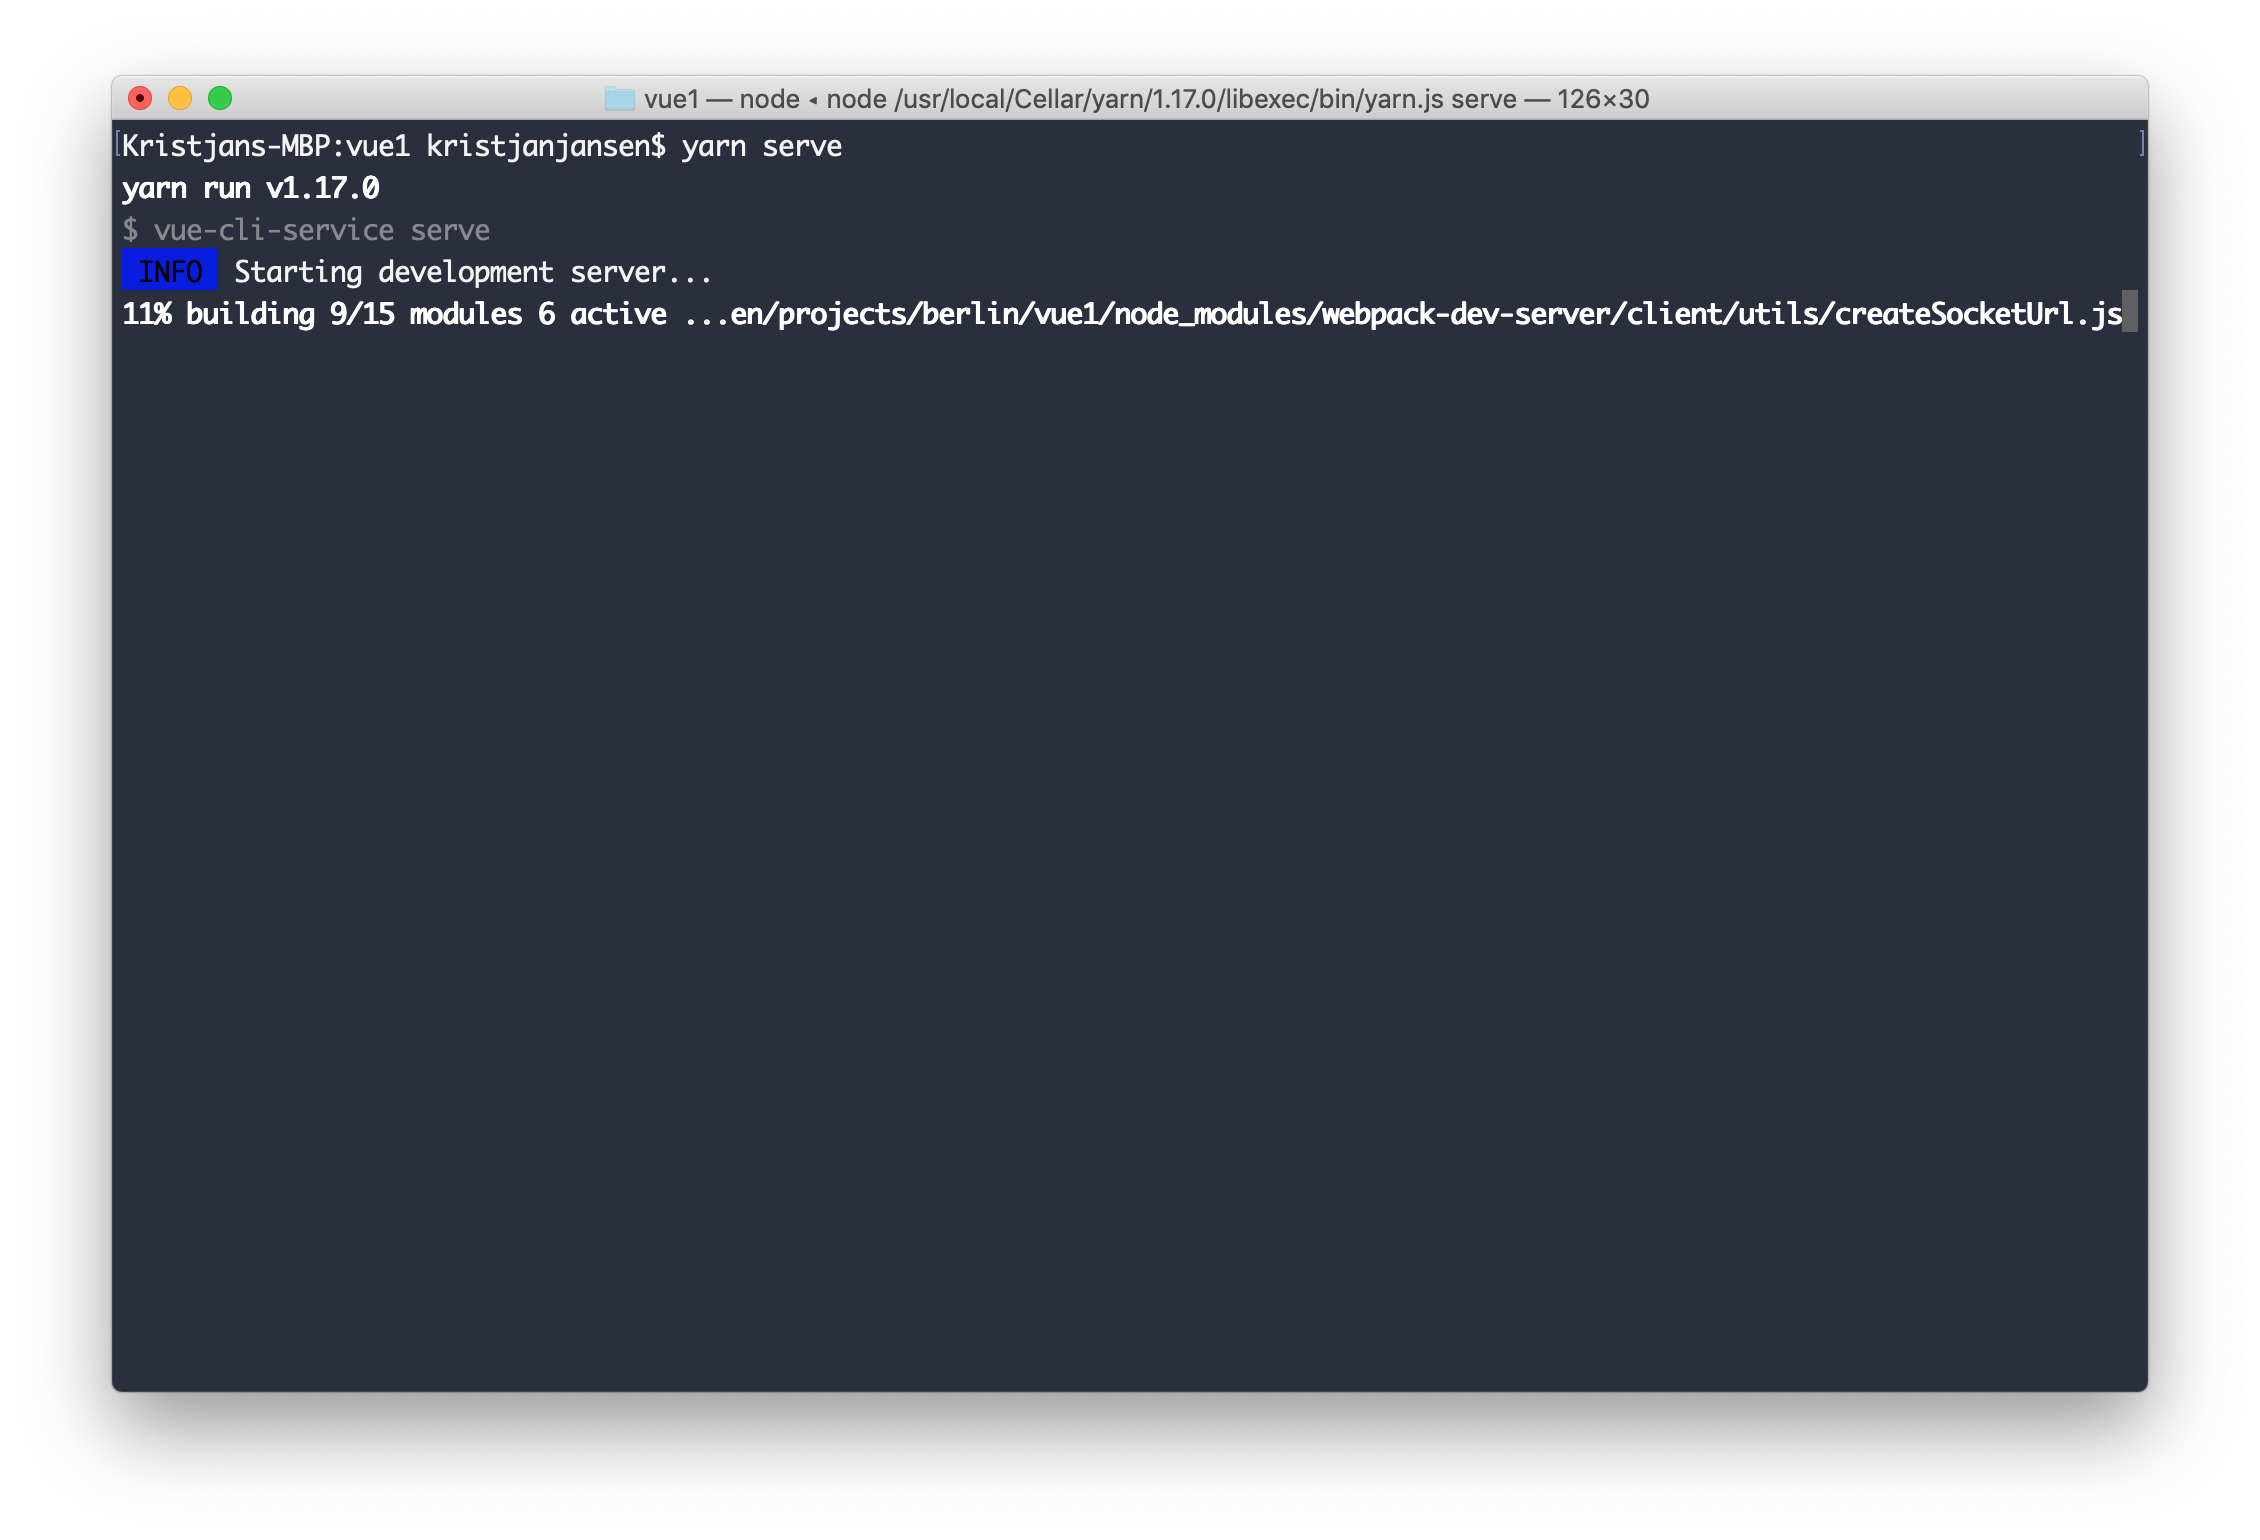 vue1 — node ◂ node /usr/local/Cellar/yarn/1.17.0/libexec/bin/yarn.js serve — 126×30
[Kristjans-MBP:vue1 kristjanjansen$ yarn serve ]
yarn run v1.17.0
$ vue-cli-service serve
INFO Starting development server...
11% building 9/15 modules 6 active ...en/projects/berlin/vue1/node_modules/webpack-dev-server/client/utils/createSocketUrl.js